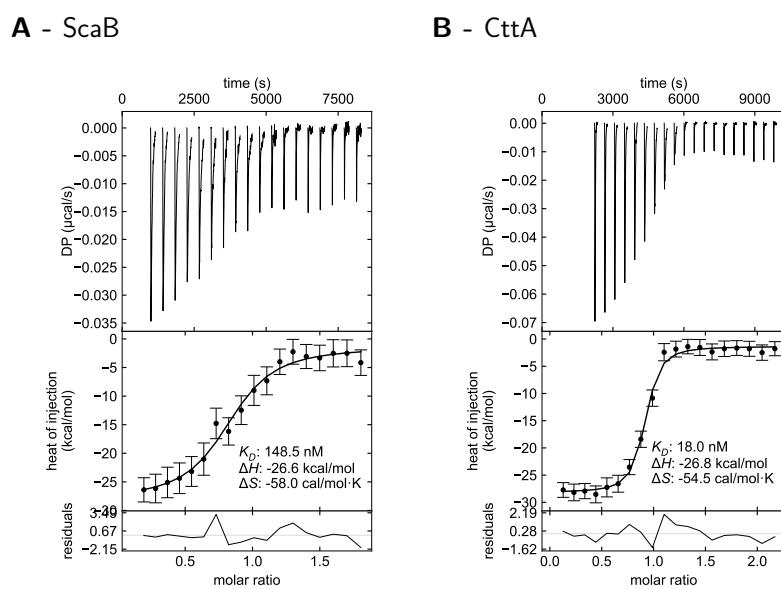 A - ScaB
time (s)
0 2500 5000 7500
0.000
−0.005
−0.010
−0.015
−0.020
−0.025
−0.030
−0.035
DP (µcal/s)
0
−5
−10
−15
−20
−25
−30
heat of injection
(kcal/mol)
K_D: 148.5 nM
ΔH: -26.6 kcal/mol
ΔS: -58.0 cal/mol·K
3.49
0.67
−2.15
residuals
0.5 1.0 1.5
molar ratio
B - CttA
time (s)
0 3000 6000 9000
0.00
−0.01
−0.02
−0.03
−0.04
−0.05
−0.06
−0.07
DP (µcal/s)
0
−5
−10
−15
−20
−25
−30
heat of injection
(kcal/mol)
K_D: 18.0 nM
ΔH: -26.8 kcal/mol
ΔS: -54.5 cal/mol·K
2.19
0.28
−1.62
residuals
0.0 0.5 1.0 1.5 2.0
molar ratio